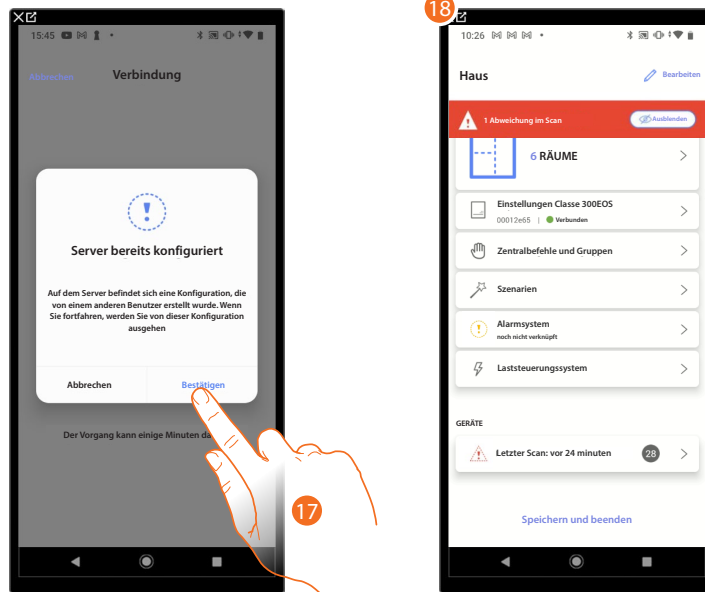 15:45
Abbrechen
Verbindung
Server bereits konfiguriert
Auf dem Server befindet sich eine Konfiguration, die
von einem anderen Benutzer erstellt wurde. Wenn
Sie fortfahren, werden Sie von dieser Konfiguration
ausgehen
Abbrechen
Bestätigen
Der Vorgang kann einige Minuten
17
18
10:26
Haus
Bearbeiten
1 Abweichung im Scan
Ausblenden
6 RÄUME
Einstellungen Classe 300EOS
00012e65 | Verbunden
Zentralbefehle und Gruppen
Szenarien
Alarmsystem
noch nicht verknüpft
Laststeuerungssystem
GERÄTE
Letzter Scan: vor 24 minuten
28
Speichern und beenden